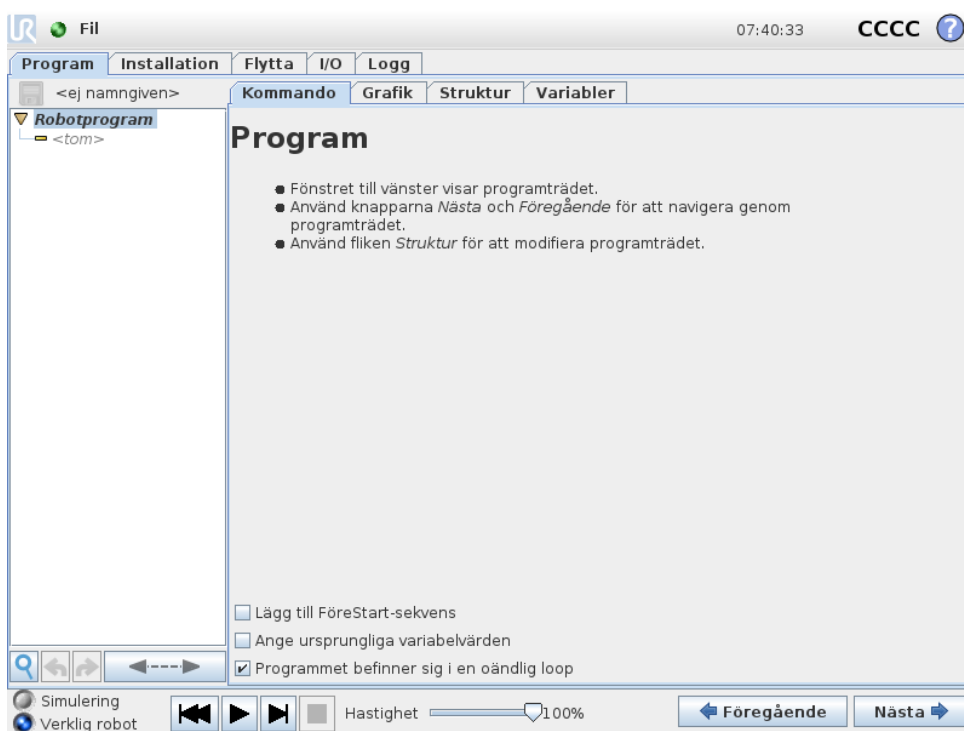 UR Fil 07:40:33 CCCC ?
Program Installation Flytta I/O Logg
<ej namngiven>
Kommando Grafik Struktur Variabler
Robotprogram
<tom>
Program
Fönstret till vänster visar programträdet.
Använd knapparna Nästa och Föregående för att navigera genom
programträdet.
Använd fliken Struktur för att modifiera programträdet.
Lägg till FöreStart-sekvens
Ange ursprungliga variabelvärden
Programmet befinner sig i en oändlig loop
Simulering
Verklig robot
Hastighet 100%
Föregående
Nästa